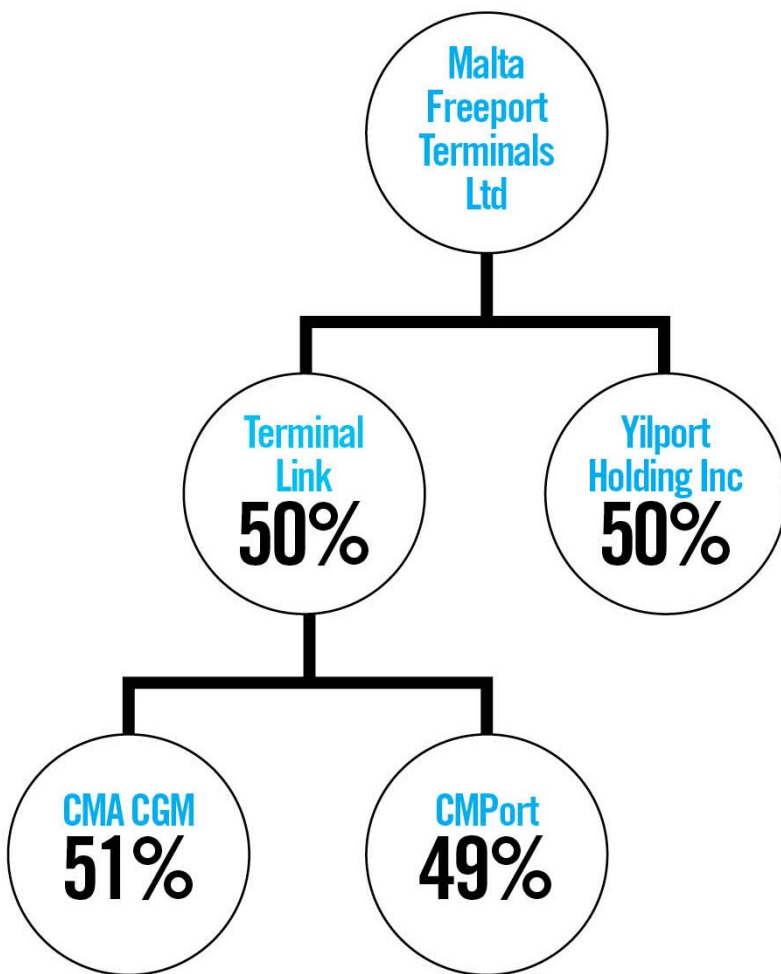 Malta
Freeport
Terminals
Ltd
Terminal
Link
50%
Yilport
Holding Inc
50%
CMA CGM
51%
CMPort
49%